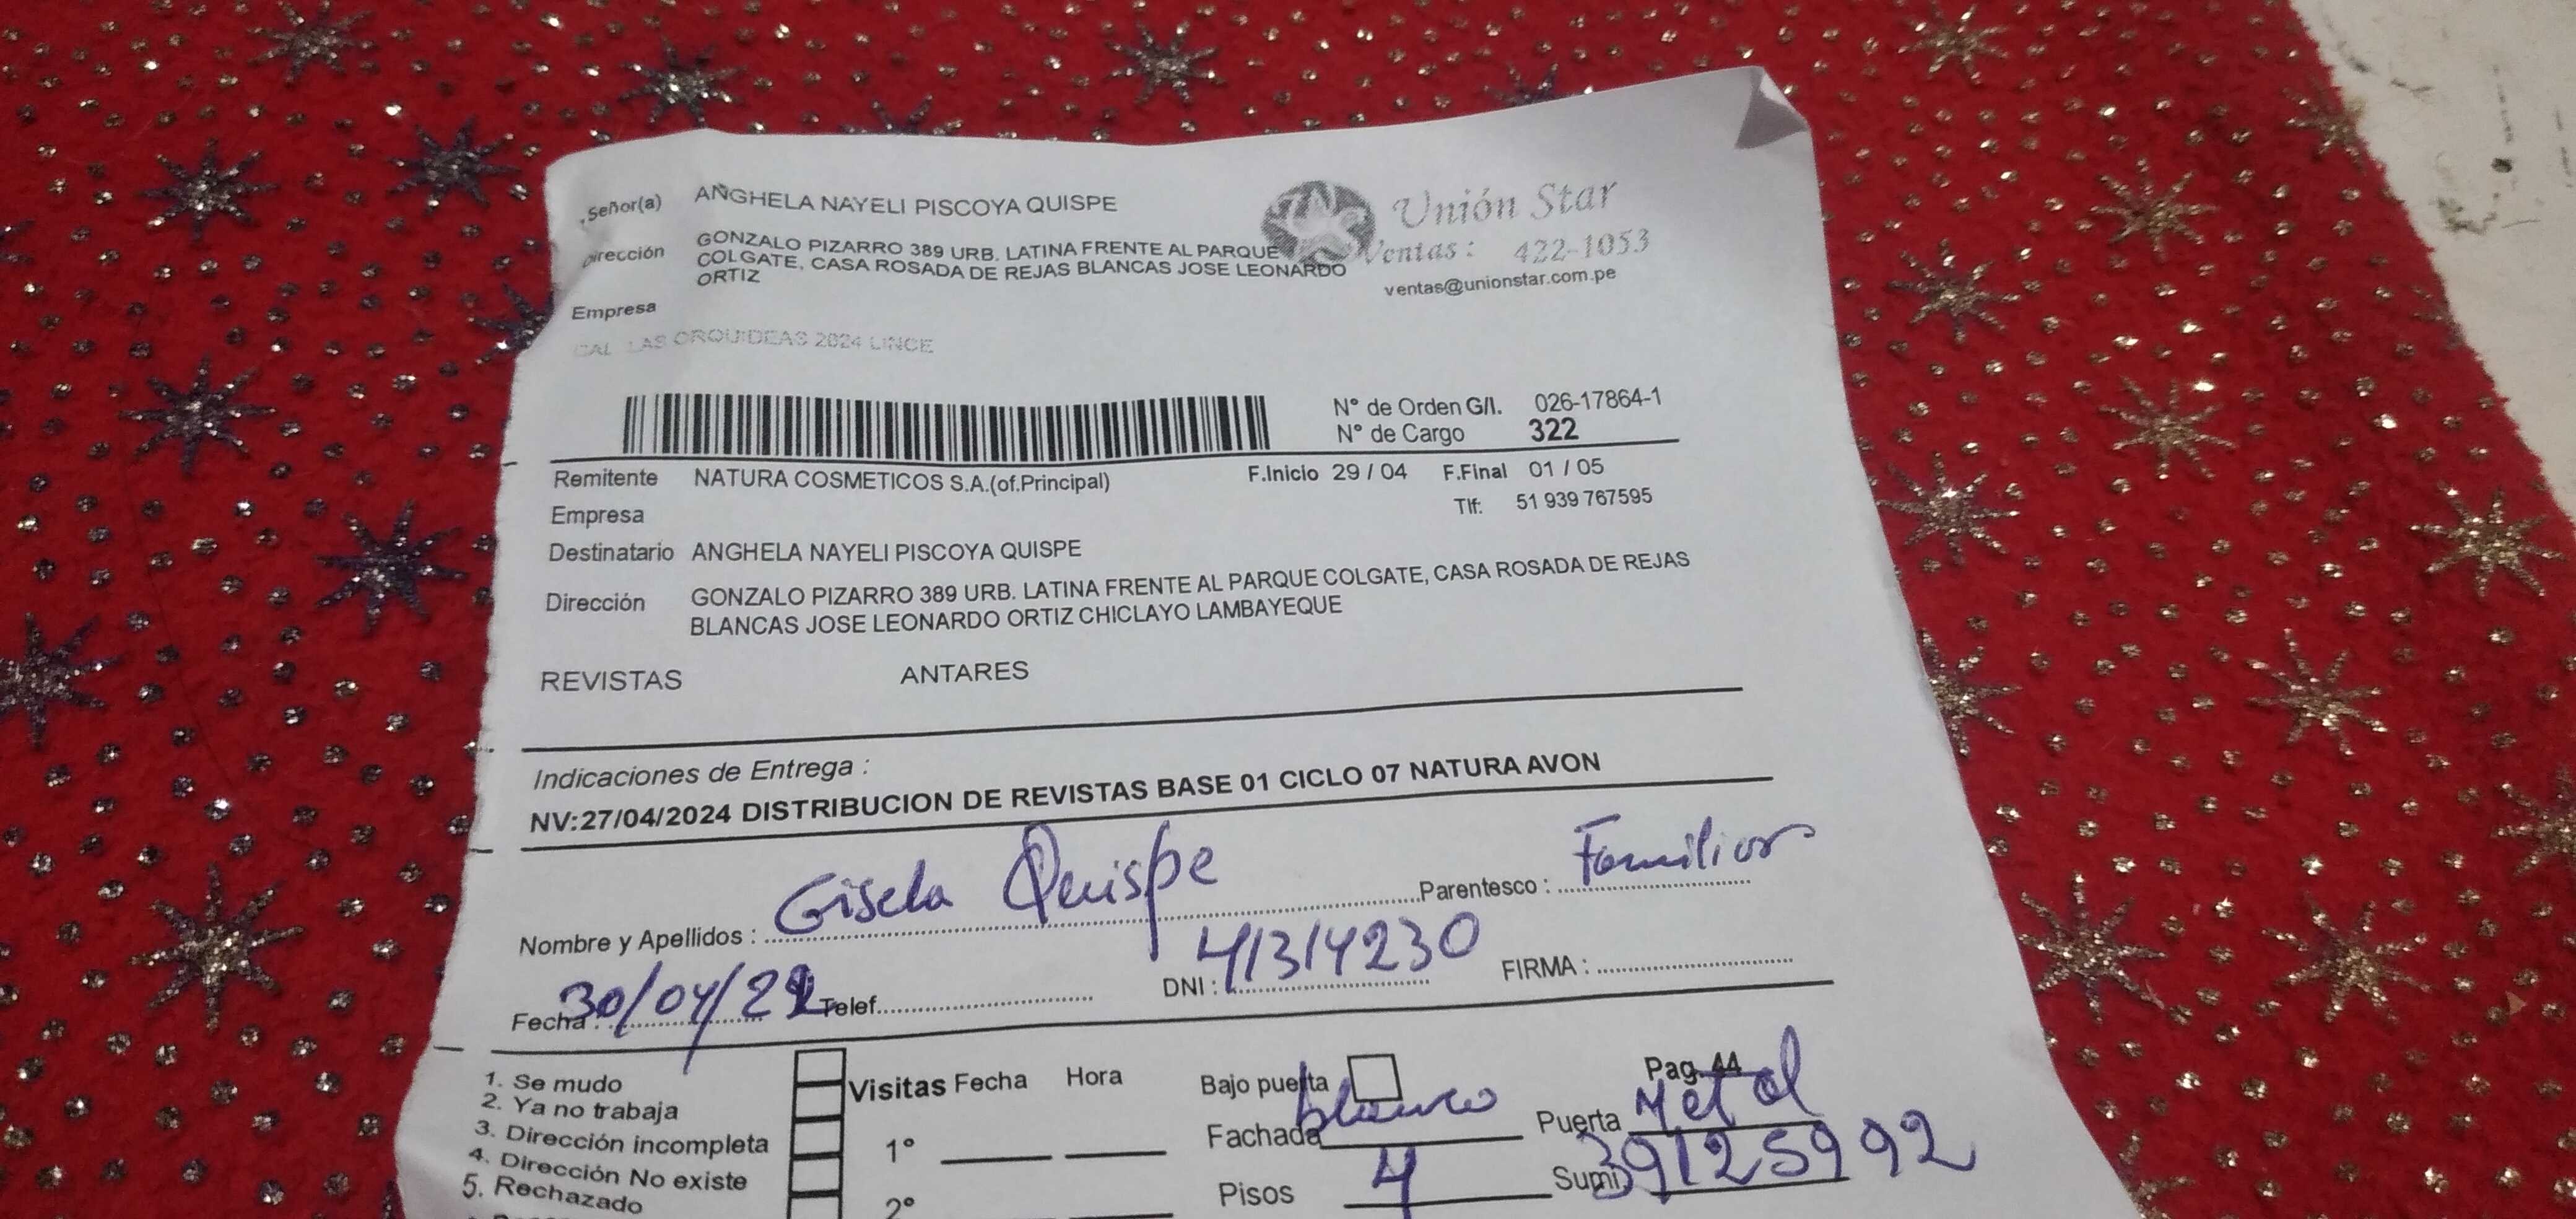 Señor(a) ANGHELA NAYELI PISCOYA QUISPE
Unión Star
Dirección GONZALO PIZARRO 389 URB. LATINA FRENTE AL PARQUE
COLGATE, CASA ROSADA DE REJAS BLANCAS JOSE LEONARDO
ORTIZ
Ventas : 422-1053
ventas@unionstar.com.pe
Empresa
CAL LAS ORQUIDEAS 2024 LINCE
N° de Orden G/I. 026-17864-1
N° de Cargo 322
Remitente NATURA COSMETICOS S.A.(of.Principal) F.Inicio 29 / 04 F.Final 01 / 05
Empresa Tlf: 51 939 767595
Destinatario ANGHELA NAYELI PISCOYA QUISPE
Dirección GONZALO PIZARRO 389 URB. LATINA FRENTE AL PARQUE COLGATE, CASA ROSADA DE REJAS
BLANCAS JOSE LEONARDO ORTIZ CHICLAYO LAMBAYEQUE
REVISTAS ANTARES
Indicaciones de Entrega :
NV:27/04/2024 DISTRIBUCION DE REVISTAS BASE 01 CICLO 07 NATURA AVON
Nombre y Apellidos : Gisela Quispe Parentesco : Familiar
Fecha : 30/04/22 Telef. DNI : 41314230 FIRMA :
1. Se mudo
2. Ya no trabaja
3. Dirección incompleta
4. Dirección No existe
5. Rechazado
Visitas Fecha Hora
1°
2°
Bajo puerta Pag. 44
Fachada blanco Puerta Metal
Pisos 4 Sumi 39125992